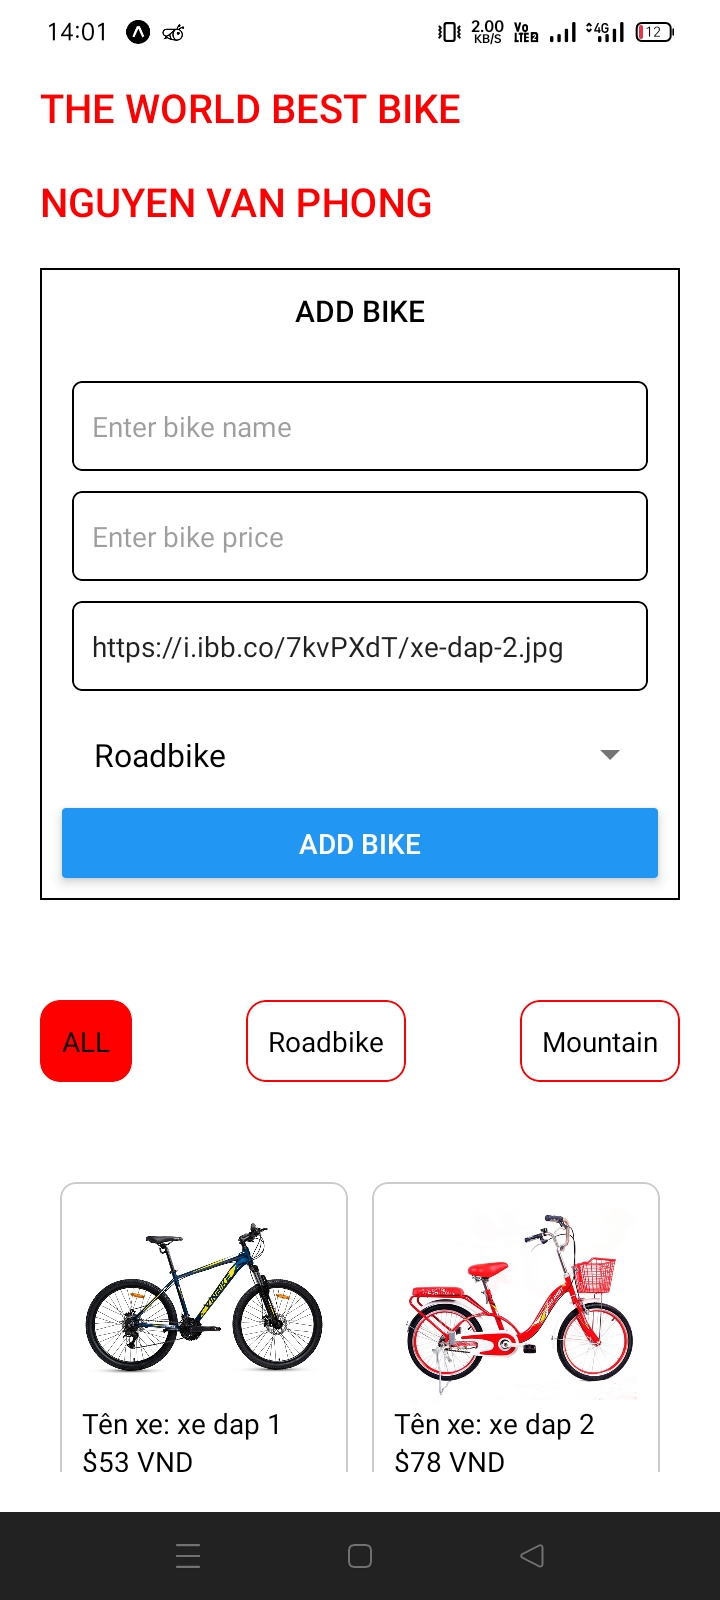 14:01 2.00 KB/S Vo LTE2 4G 12
THE WORLD BEST BIKE
NGUYEN VAN PHONG
ADD BIKE
Enter bike name
Enter bike price
https://i.ibb.co/7kvPXdT/xe-dap-2.jpg
Roadbike
ADD BIKE
ALL Roadbike Mountain
Tên xe: xe dap 1 Tên xe: xe dap 2
$53 VND $78 VND